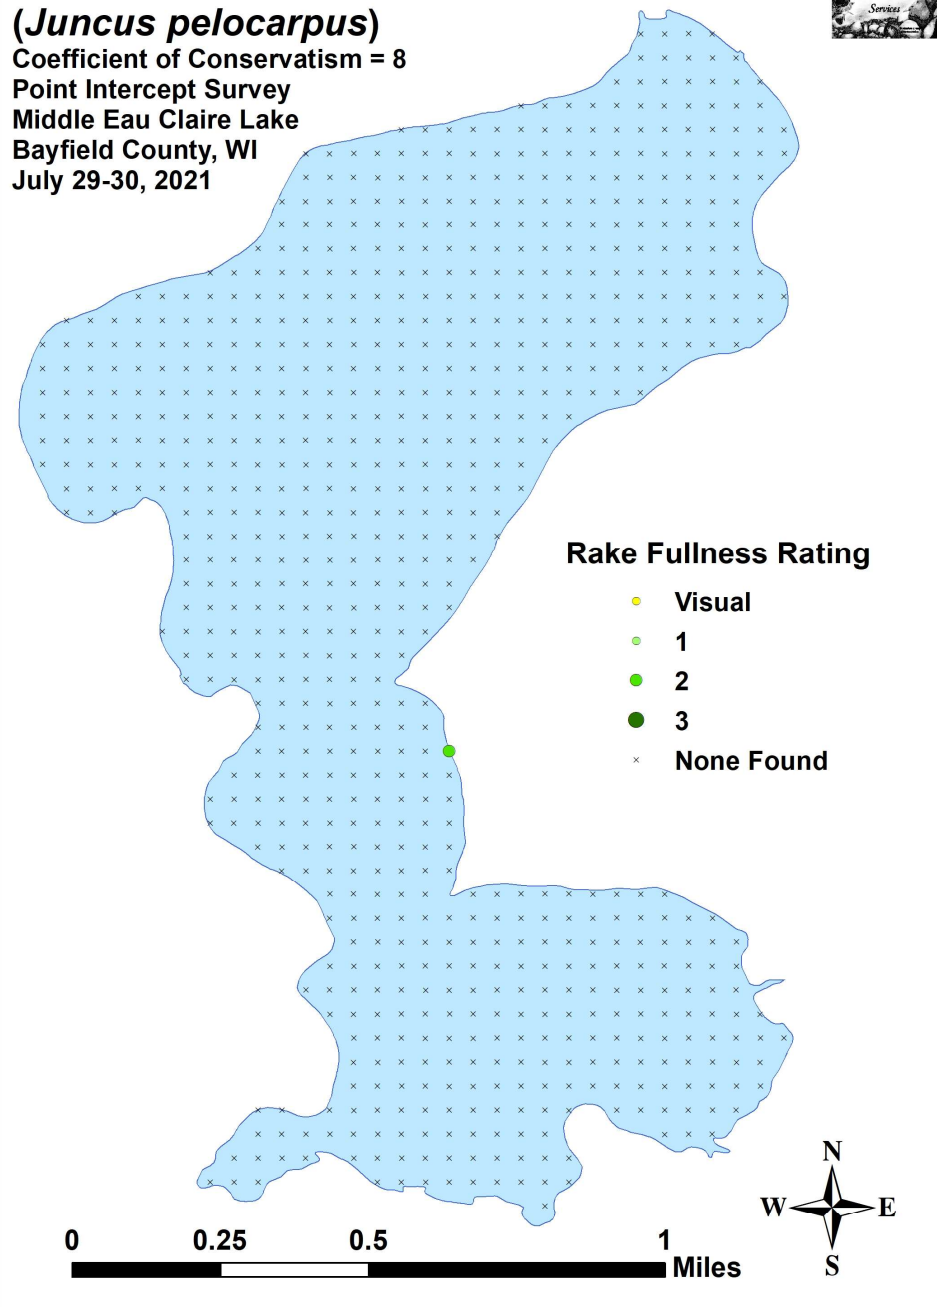 (Juncus pelocarpus)
Coefficient of Conservatism = 8
Point Intercept Survey
Middle Eau Claire Lake
Bayfield County, WI
July 29-30, 2021
Services
Rake Fullness Rating
Visual
1
2
3
None Found
N
W E
S
0 0.25 0.5 1
Miles